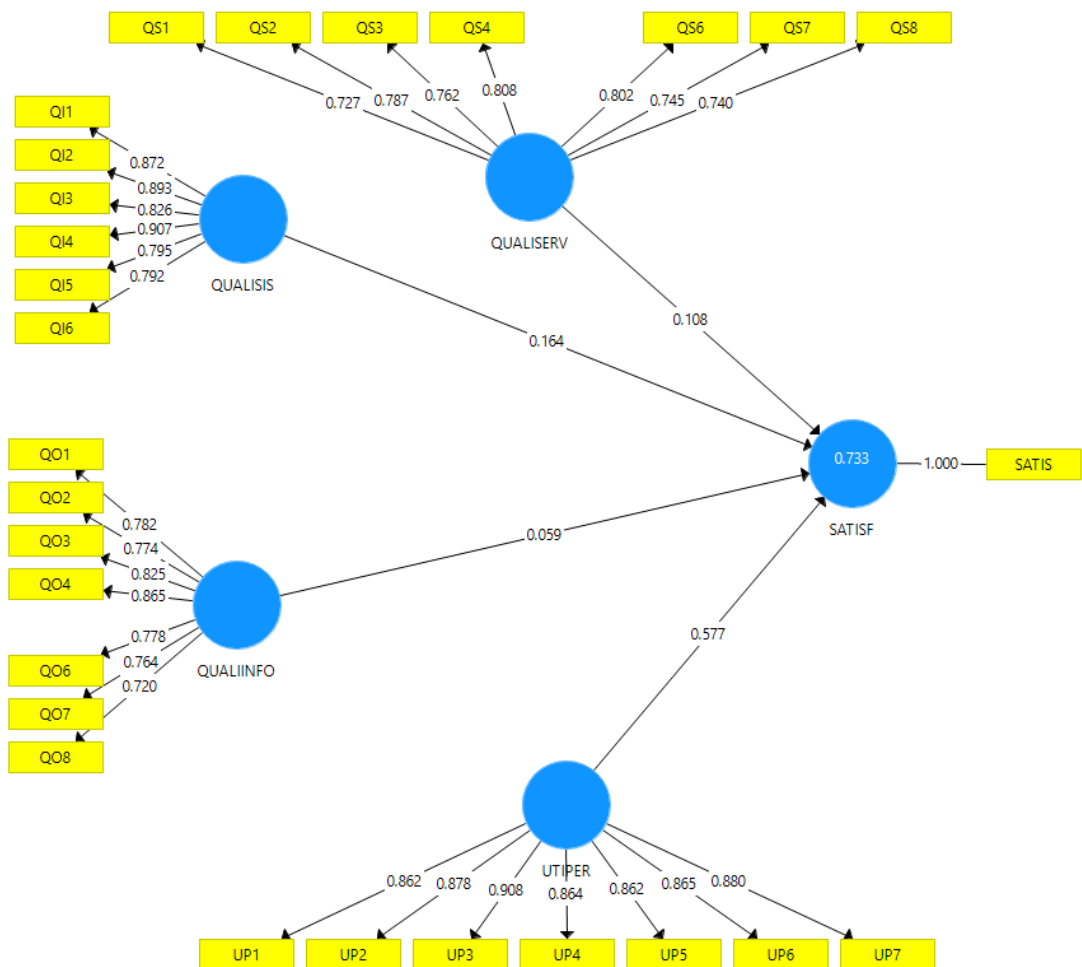 QS1 QS2 QS3 QS4 QS6 QS7 QS8
0.727 0.787 0.762 0.808 0.802 0.745 0.740
QUALISERV
QI1
QI2
QI3
QI4
QI5
QI6
0.872
0.893
0.826
0.907
0.795
0.792
QUALISIS
0.164
0.108
QO1
QO2
QO3
QO4
QO6
QO7
QO8
0.782
0.774
0.825
0.865
0.778
0.764
0.720
QUALIINFO
0.059
0.733
SATISF
1.000
SATIS
0.577
UTIPER
0.862 0.878 0.908 0.864 0.862 0.865 0.880
UP1 UP2 UP3 UP4 UP5 UP6 UP7